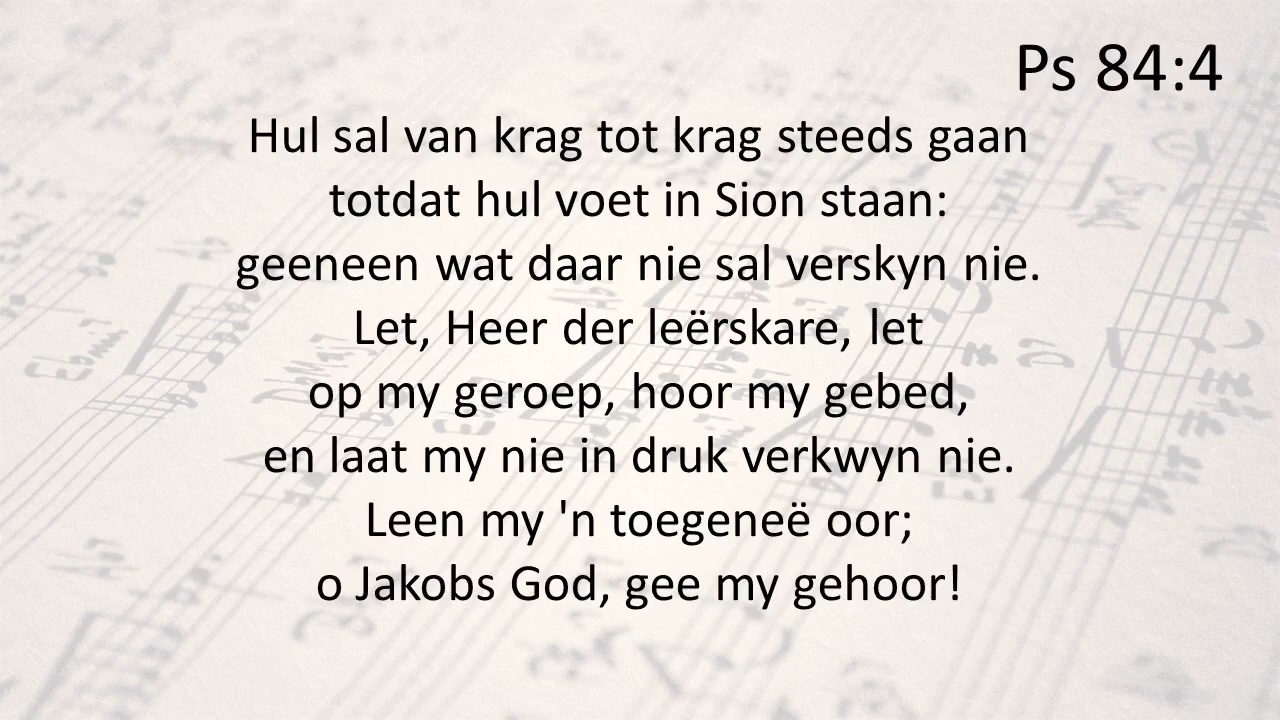 Ps 84:4
Hul sal van krag tot krag steeds gaan
totdat hul voet in Sion staan:
geeneen wat daar nie sal verskyn nie.
Let, Heer der leërskare, let
op my geroep, hoor my gebed,
en laat my nie in druk verkwyn nie.
Leen my 'n toegeneë oor;
o Jakobs God, gee my gehoor!